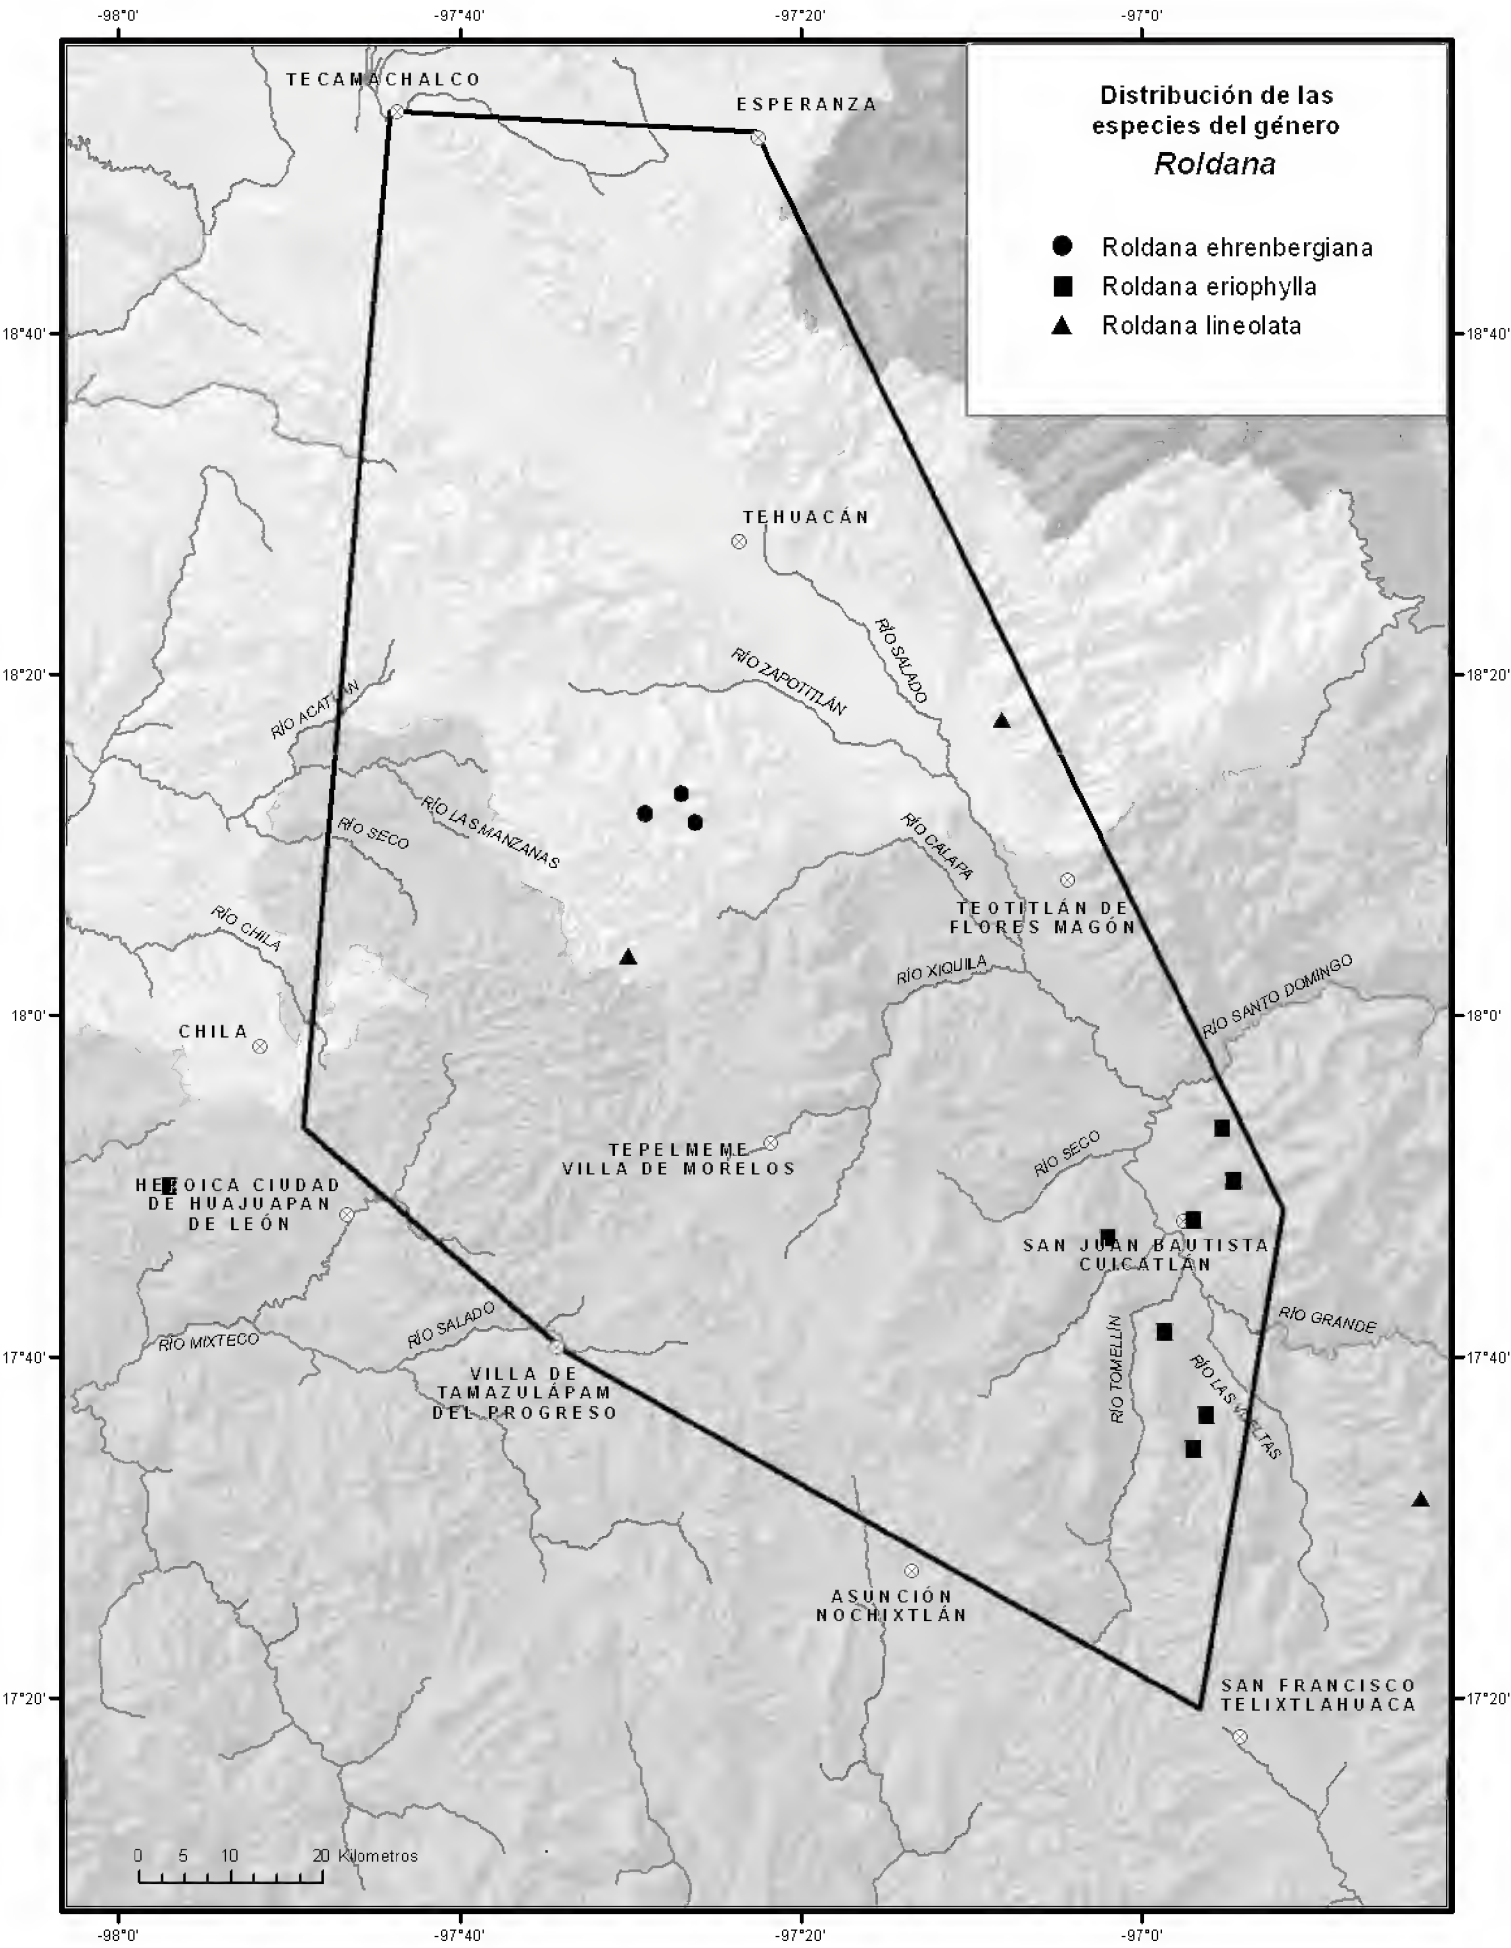 -98°0'
-97°40'
-97°20'
-97°0'
TECAMACHALCO
ESPERANZA
Distribución de las
especies del género
Roldana
Roldana ehrenbergiana
Roldana eriophylla
Roldana lineolata
18°40'
18°40'
TEHUACÁN
RÍO SALADO
RÍO ZAPOTITLÁN
18°20'
18°20'
RÍO ACATLÁN
RÍO LAS MANZANAS
RÍO SECO
RÍO CALAPA
TEOTITLÁN DE
FLORES MAGÓN
RÍO CHILA
RÍO XIQUILA
RÍO SANTO DOMINGO
18°0'
18°0'
CHILA
TEPELMEME
VILLA DE MORELOS
RÍO SECO
HEROICA CIUDAD
DE HUAJUAPAN
DE LEÓN
SAN JUAN BAUTISTA
CUICATLÁN
RÍO GRANDE
RÍO SALADO
RÍO MIXTECO
RÍO TOMELLÍN
RÍO LAS VUELTAS
17°40'
17°40'
VILLA DE
TAMAZULÁPAM
DEL PROGRESO
ASUNCIÓN
NOCHIXTLÁN
SAN FRANCISCO
TELIXTLAHUACA
17°20'
17°20'
0 5 10 20 Kilometros
-98°0'
-97°40'
-97°20'
-97°0'